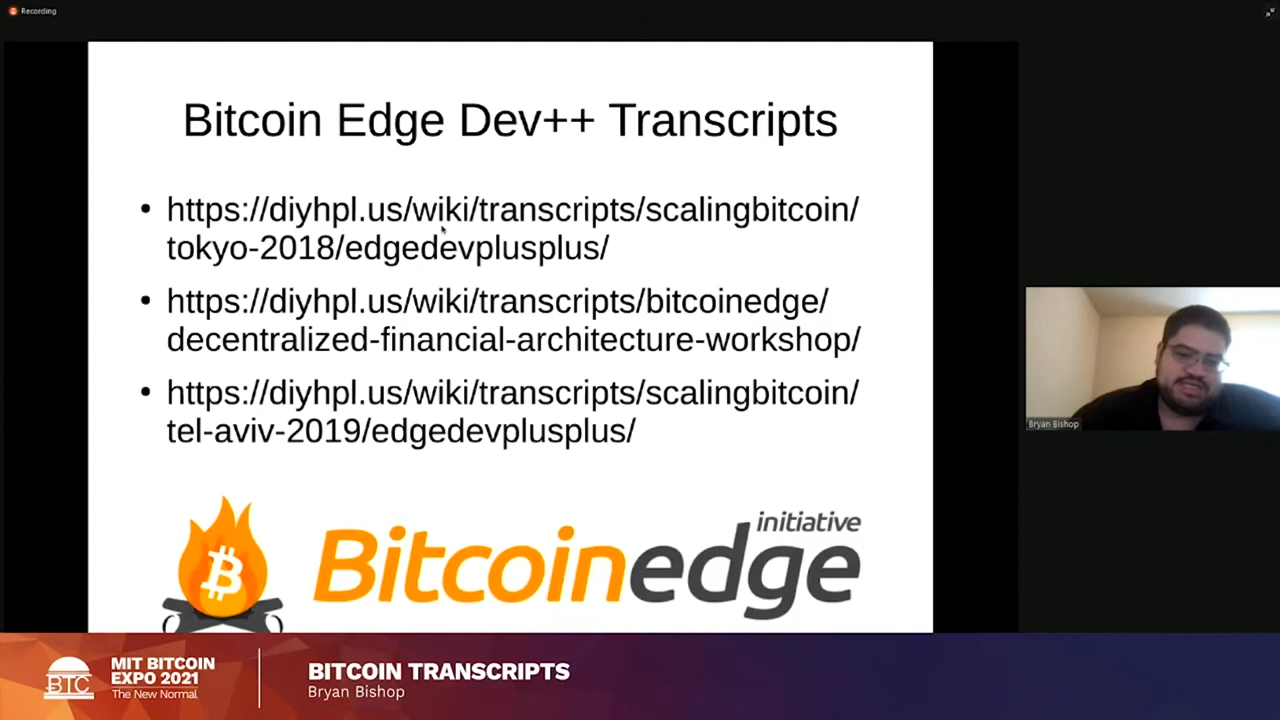 Recording
Bitcoin Edge Dev++ Transcripts
• https://diyhpl.us/wiki/transcripts/scalingbitcoin/
tokyo-2018/edgedevplusplus/
• https://diyhpl.us/wiki/transcripts/bitcoinedge/
decentralized-financial-architecture-workshop/
• https://diyhpl.us/wiki/transcripts/scalingbitcoin/
tel-aviv-2019/edgedevplusplus/
initiative
Bitcoinedge
Bryan Bishop
BTC
MIT BITCOIN
EXPO 2021
The New Normal
BITCOIN TRANSCRIPTS
Bryan Bishop